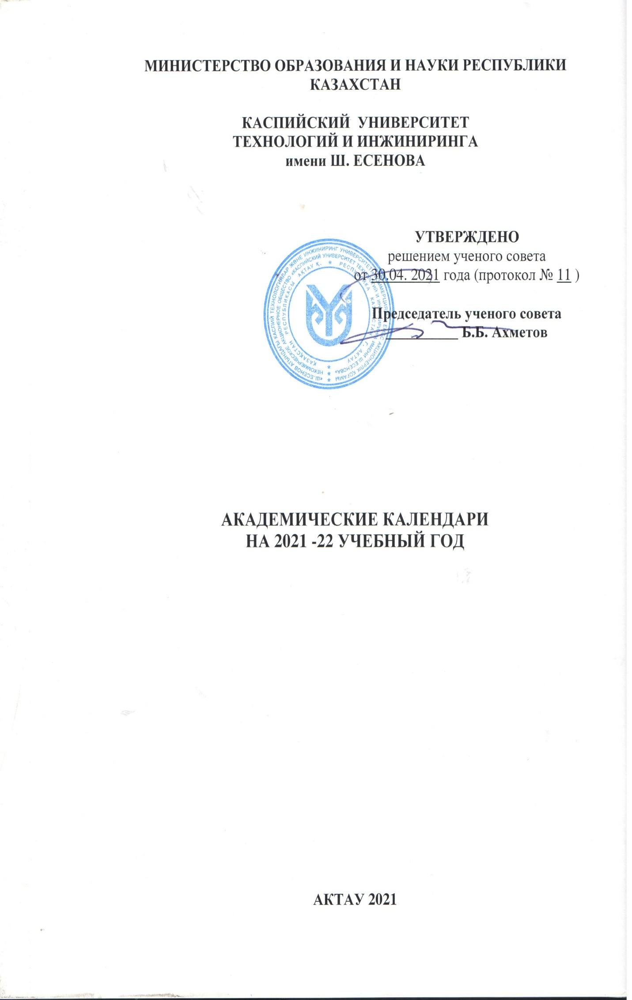 МИНИСТЕРСТВО ОБРАЗОВАНИЯ И НАУКИ РЕСПУБЛИКИ
КАЗАХСТАН
КАСПИЙСКИЙ УНИВЕРСИТЕТ
ТЕХНОЛОГИЙ И ИНЖИНИРИНГА
имени Ш. ЕСЕНОВА
УТВЕРЖДЕНО
решением ученого совета
от 30.04. 2021 года (протокол № 11 )
Председатель ученого совета
Б.Б. Ахметов
«Ш.ЕСЕНОВ АТЫНДАҒЫ КАСПИЙ ТЕХНОЛОГИЯЛАР ЖӘНЕ ИНЖИНИРИНГ УНИВЕРСИТЕТІ» КОММЕРЦИЯЛЫҚ ЕМЕС АКЦИОНЕРЛІК ҚОҒАМЫ
НЕКОММЕРЧЕСКОЕ АКЦИОНЕРНОЕ ОБЩЕСТВО «КАСПИЙСКИЙ УНИВЕРСИТЕТ ТЕХНОЛОГИЙ И ИНЖИНИРИНГА ИМЕНИ Ш.ЕСЕНОВА»
ҚАЗАҚСТАН РЕСПУБЛИКАСЫ АҚТАУ Қ. * РЕСПУБЛИКА КАЗАХСТАН Г. АКТАУ
АКАДЕМИЧЕСКИЕ КАЛЕНДАРИ
НА 2021 -22 УЧЕБНЫЙ ГОД
АКТАУ 2021